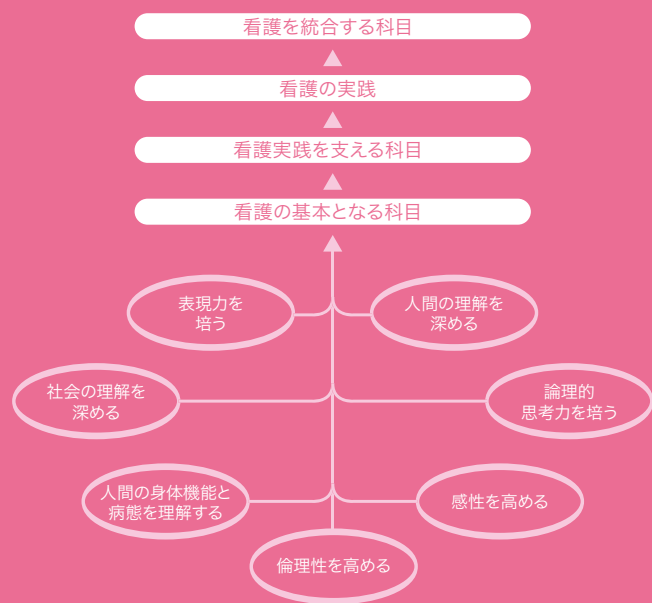 看護を統合する科目
看護の実践
看護実践を支える科目
看護の基本となる科目
表現力を
培う
人間の理解を
深める
社会の理解を
深める
論理的
思考力を培う
人間の身体機能と
病態を理解する
感性を高める
倫理性を高める